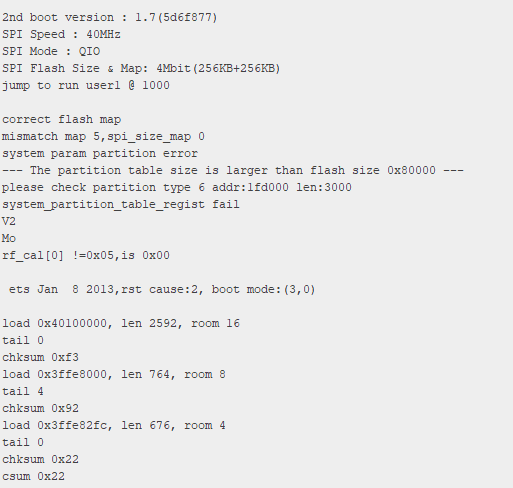 2nd boot version : 1.7(5d6f877)
SPI Speed : 40MHz
SPI Mode : QIO
SPI Flash Size & Map: 4Mbit(256KB+256KB)
jump to run user1 @ 1000
correct flash map
mismatch map 5,spi_size_map 0
system param partition error
--- The partition table size is larger than flash size 0x80000 ---
please check partition type 6 addr:1fd000 len:3000
system_partition_table_regist fail
V2
Mo
rf_cal[0] !=0x05,is 0x00
ets Jan  8 2013,rst cause:2, boot mode:(3,0)
load 0x40100000, len 2592, room 16
tail 0
chksum 0xf3
load 0x3ffe8000, len 764, room 8
tail 4
chksum 0x92
load 0x3ffe82fc, len 676, room 4
tail 0
chksum 0x22
csum 0x22